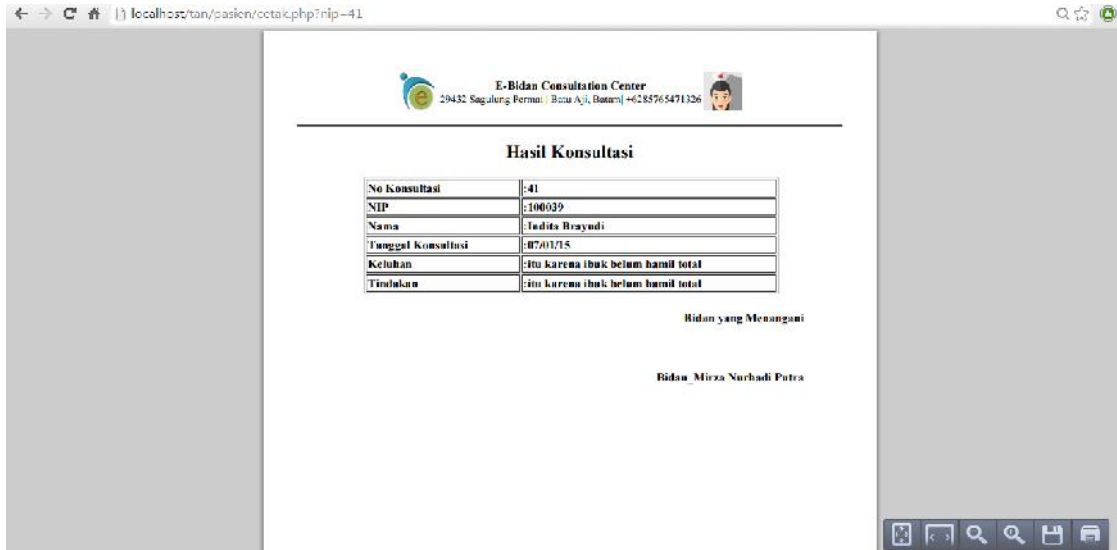 localhost/tan/pasien/cetak.php?nip=41
e
E-Bidan Consultation Center
29432 Sagulung Permai | Batu Aji, Batam| +6285765471326
Hasil Konsultasi
No Konsultasi :41
NIP :100039
Nama :Indita Brayudi
Tanggal Konsultasi :07/01/15
Keluhan :itu karena ibuk belum hamil total
Tindakan :itu karena ibuk belum hamil total
Bidan yang Menangani
Bidan_Mirza Nurhadi Putra